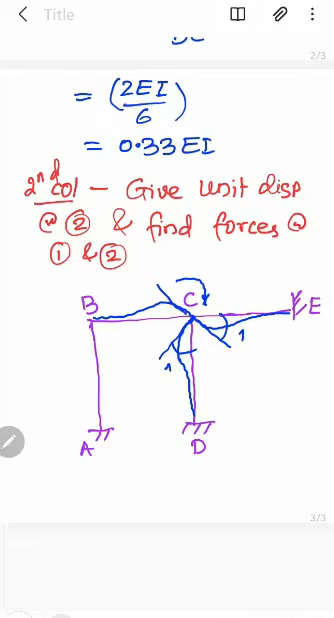 Title
2/3
= (2EI/6)
= 0.33EI
2nd col - Give unit disp
@ ② & find forces @
① & ②
B C E
1 1
A D
3/3